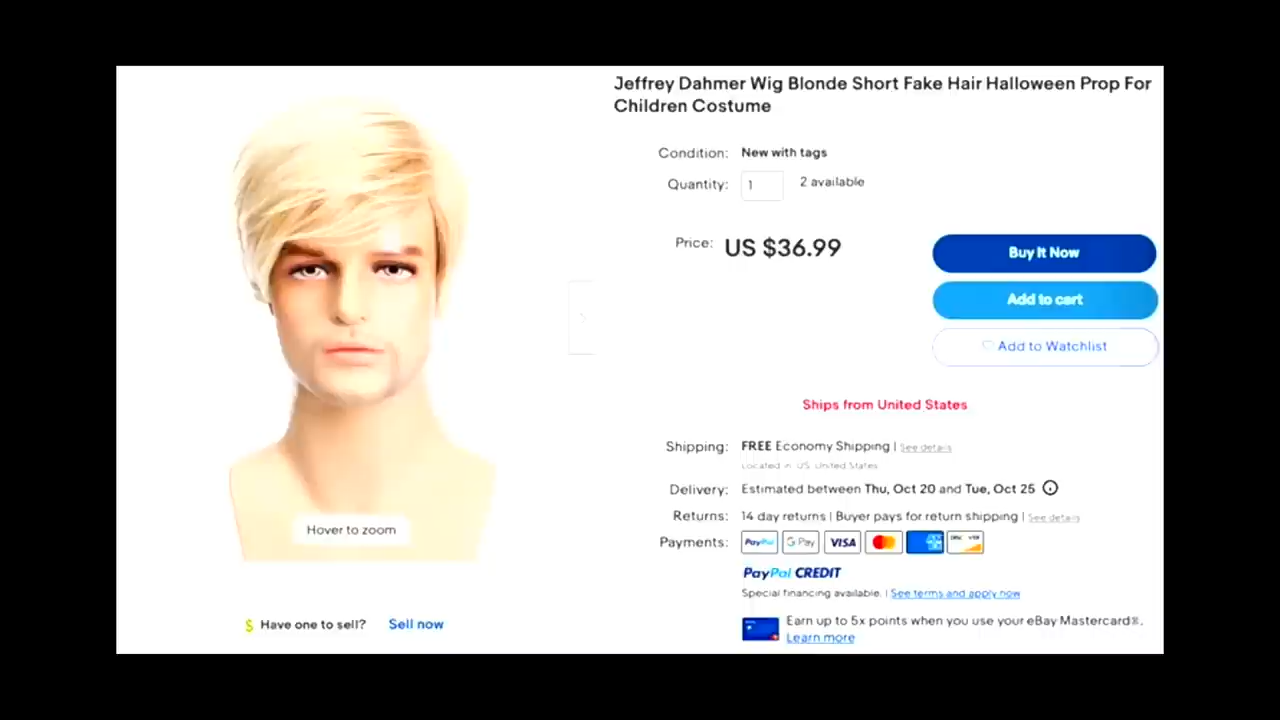 Jeffrey Dahmer Wig Blonde Short Fake Hair Halloween Prop For
Children Costume
Condition: New with tags
Quantity: 1 2 available
Price: US $36.99
Buy It Now
Add to cart
Add to Watchlist
Ships from United States
Shipping: FREE Economy Shipping | See details
Located in: US, United States
Delivery: Estimated between Thu, Oct 20 and Tue, Oct 25
Returns: 14 day returns | Buyer pays for return shipping | See details
Payments: PayPal G Pay VISA
PayPal CREDIT
Special financing available. | See terms and apply now
Earn up to 5x points when you use your eBay Mastercard®.
Learn more
Hover to zoom
$ Have one to sell? Sell now